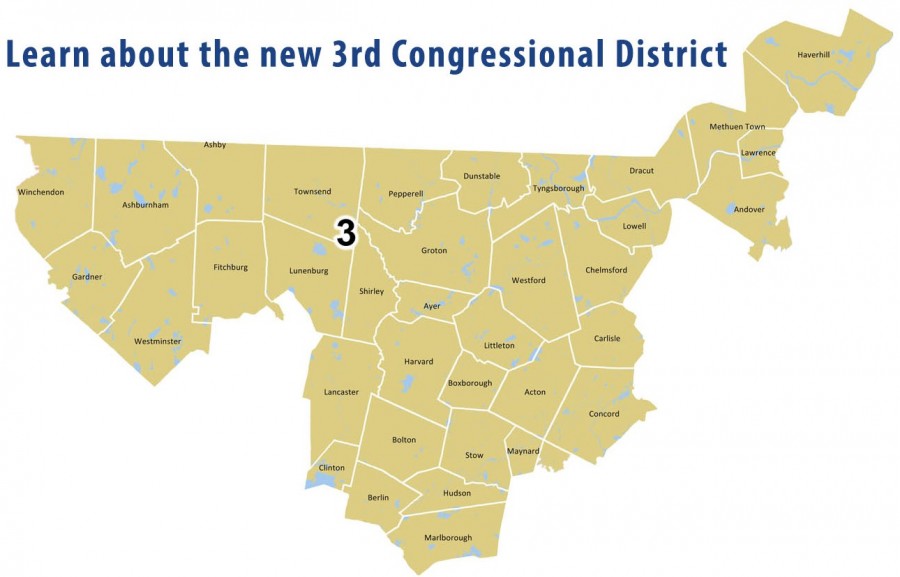 Learn about the new 3rd Congressional District
Haverhill
Methuen Town
Lawrence
Andover
Ashby
Dracut
Dunstable
Tyngsborough
Winchendon
Ashburnham
Townsend
Pepperell
Lowell
3
Groton
Fitchburg
Lunenburg
Chelmsford
Gardner
Westford
Shirley
Ayer
Westminster
Littleton
Carlisle
Harvard
Boxborough
Lancaster
Acton
Concord
Bolton
Stow
Maynard
Clinton
Berlin
Hudson
Marlborough